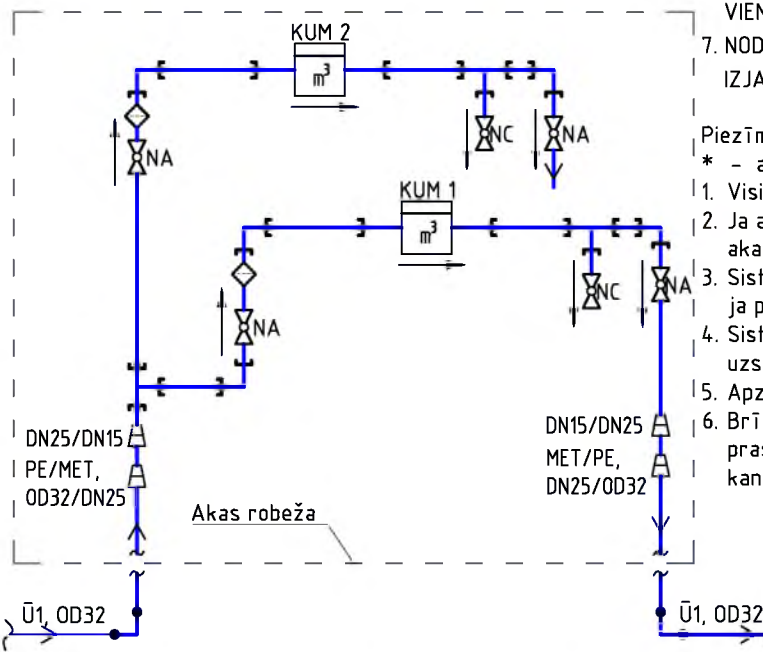 KUM 2
m³
NC
NA
NA
KUM 1
m³
NC
NA
NA
DN25/DN15
PE/MET,
OD32/DN25
DN15/DN25
MET/PE,
DN25/OD32
Akas robeža
Ū1, OD32
Ū1, OD32
VIEN
7. NOD
IZJA
Piezīm
* - a
1. Visi
2. Ja a
aka
3. Sist
ja p
4. Sist
uzs
5. Apz
6. Brī
pras
kan